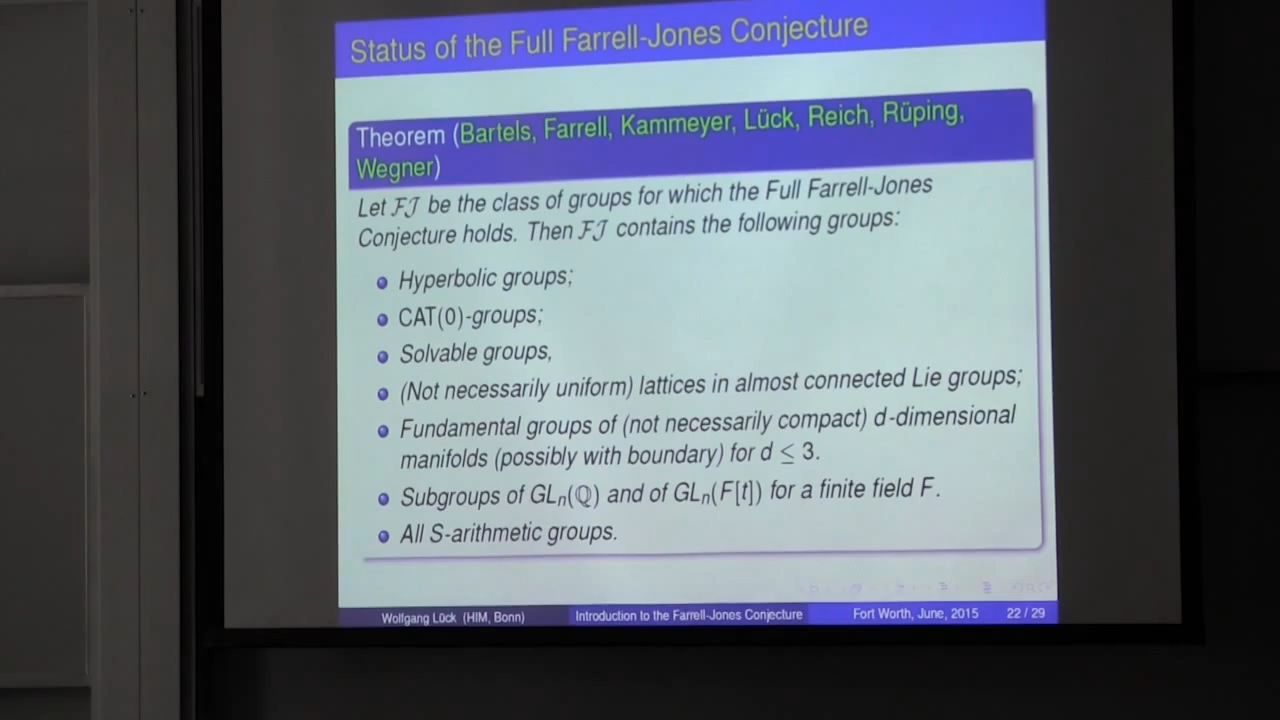 Status of the Full Farrell-Jones Conjecture
Theorem (Bartels, Farrell, Kammeyer, Lück, Reich, Rüping,
Wegner)
Let ℱ𝒥 be the class of groups for which the Full Farrell-Jones
Conjecture holds. Then ℱ𝒥 contains the following groups:
Hyperbolic groups;
CAT(0)-groups;
Solvable groups,
(Not necessarily uniform) lattices in almost connected Lie groups;
Fundamental groups of (not necessarily compact) d-dimensional
manifolds (possibly with boundary) for d ≤ 3.
Subgroups of GLₙ(ℚ) and of GLₙ(F[t]) for a finite field F.
All S-arithmetic groups.
Wolfgang Lück (HIM, Bonn) Introduction to the Farrell-Jones Conjecture Fort Worth, June, 2015 22 / 29